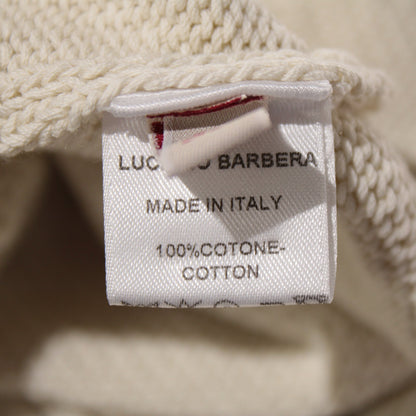 BARBERA
MADE IN ITALY
100%COTONE-
COTTON